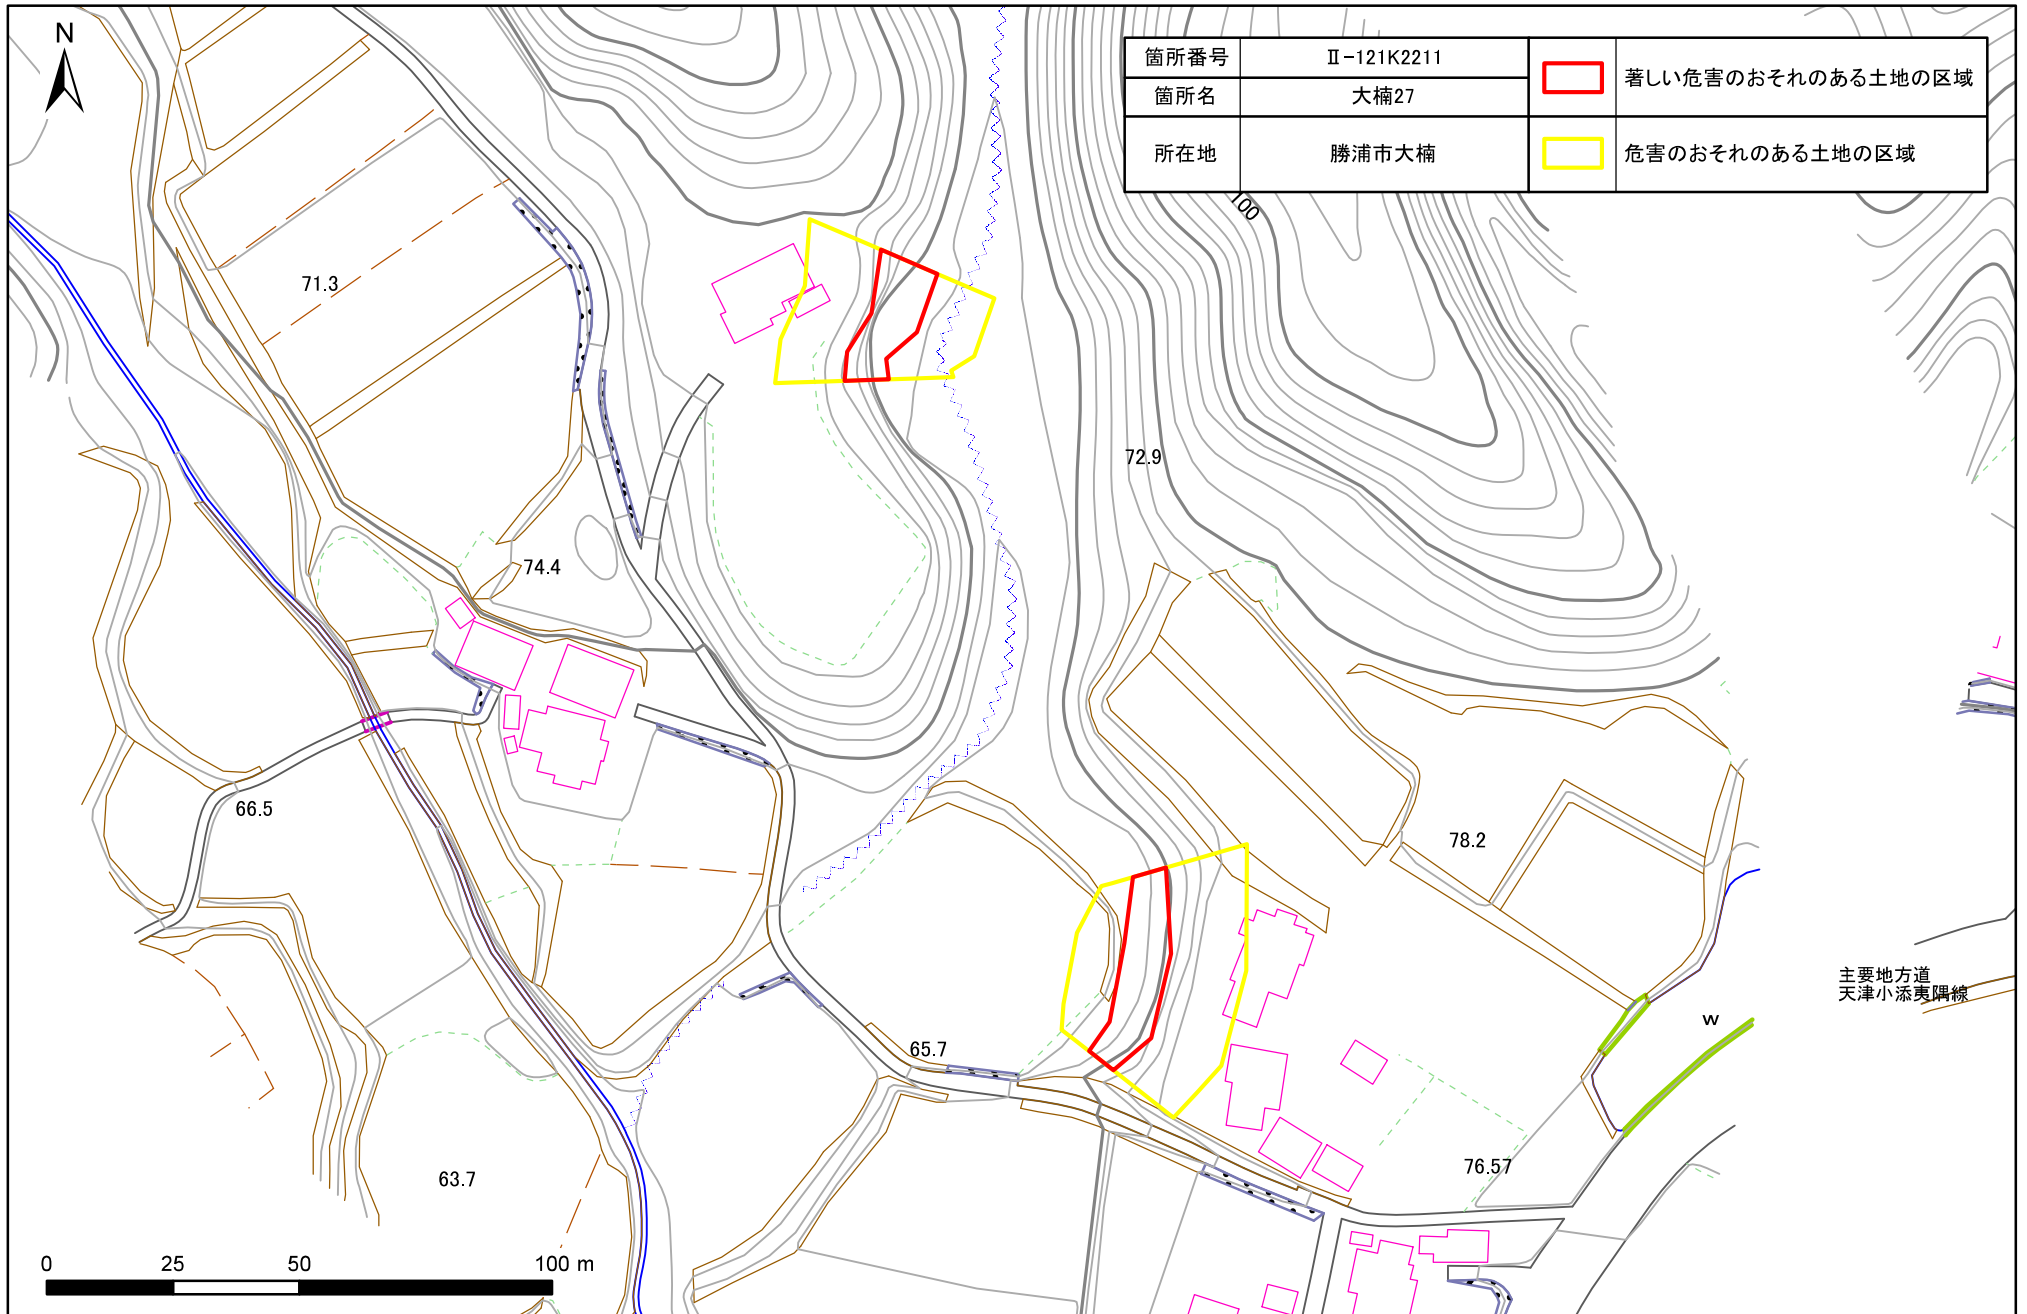 N
箇所番号 Ⅱ-121K2211
箇所名 大楠27
所在地 勝浦市大楠
著しい危害のおそれのある土地の区域
危害のおそれのある土地の区域
100
71.3
72.9
74.4
66.5
78.2
主要地方道
天津小湊夷隅線
w
65.7
76.57
63.7
0 25 50 100 m